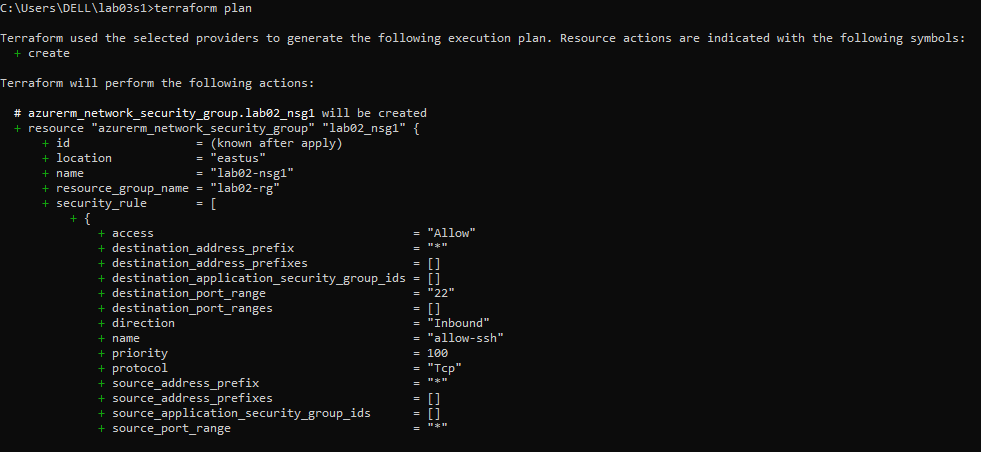 C:\Users\DELL\lab03s1>terraform plan
Terraform used the selected providers to generate the following execution plan. Resource actions are indicated with the following symbols:
+ create
Terraform will perform the following actions:
# azurerm_network_security_group.lab02_nsg1 will be created
+ resource "azurerm_network_security_group" "lab02_nsg1" {
+ id = (known after apply)
+ location = "eastus"
+ name = "lab02-nsg1"
+ resource_group_name = "lab02-rg"
+ security_rule = [
+ {
+ access = "Allow"
+ destination_address_prefix = "*"
+ destination_address_prefixes = []
+ destination_application_security_group_ids = []
+ destination_port_range = "22"
+ destination_port_ranges = []
+ direction = "Inbound"
+ name = "allow-ssh"
+ priority = 100
+ protocol = "Tcp"
+ source_address_prefix = "*"
+ source_address_prefixes = []
+ source_application_security_group_ids = []
+ source_port_range = "*"